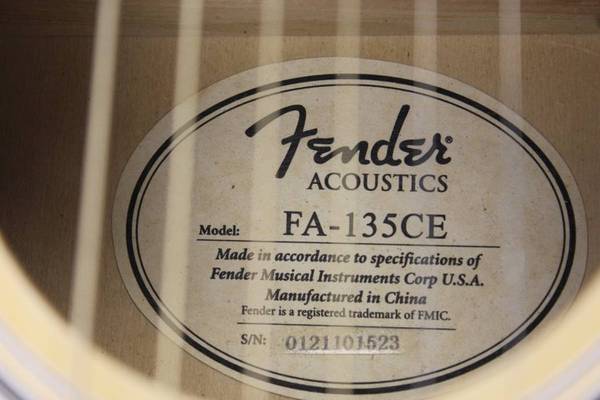 Fender
ACOUSTICS
Model: FA-135CE
Made in accordance to specifications of
Fender Musical Instruments Corp U.S.A.
Manufactured in China
Fender is a registered trademark of FMIC.
S/N: 0121101523